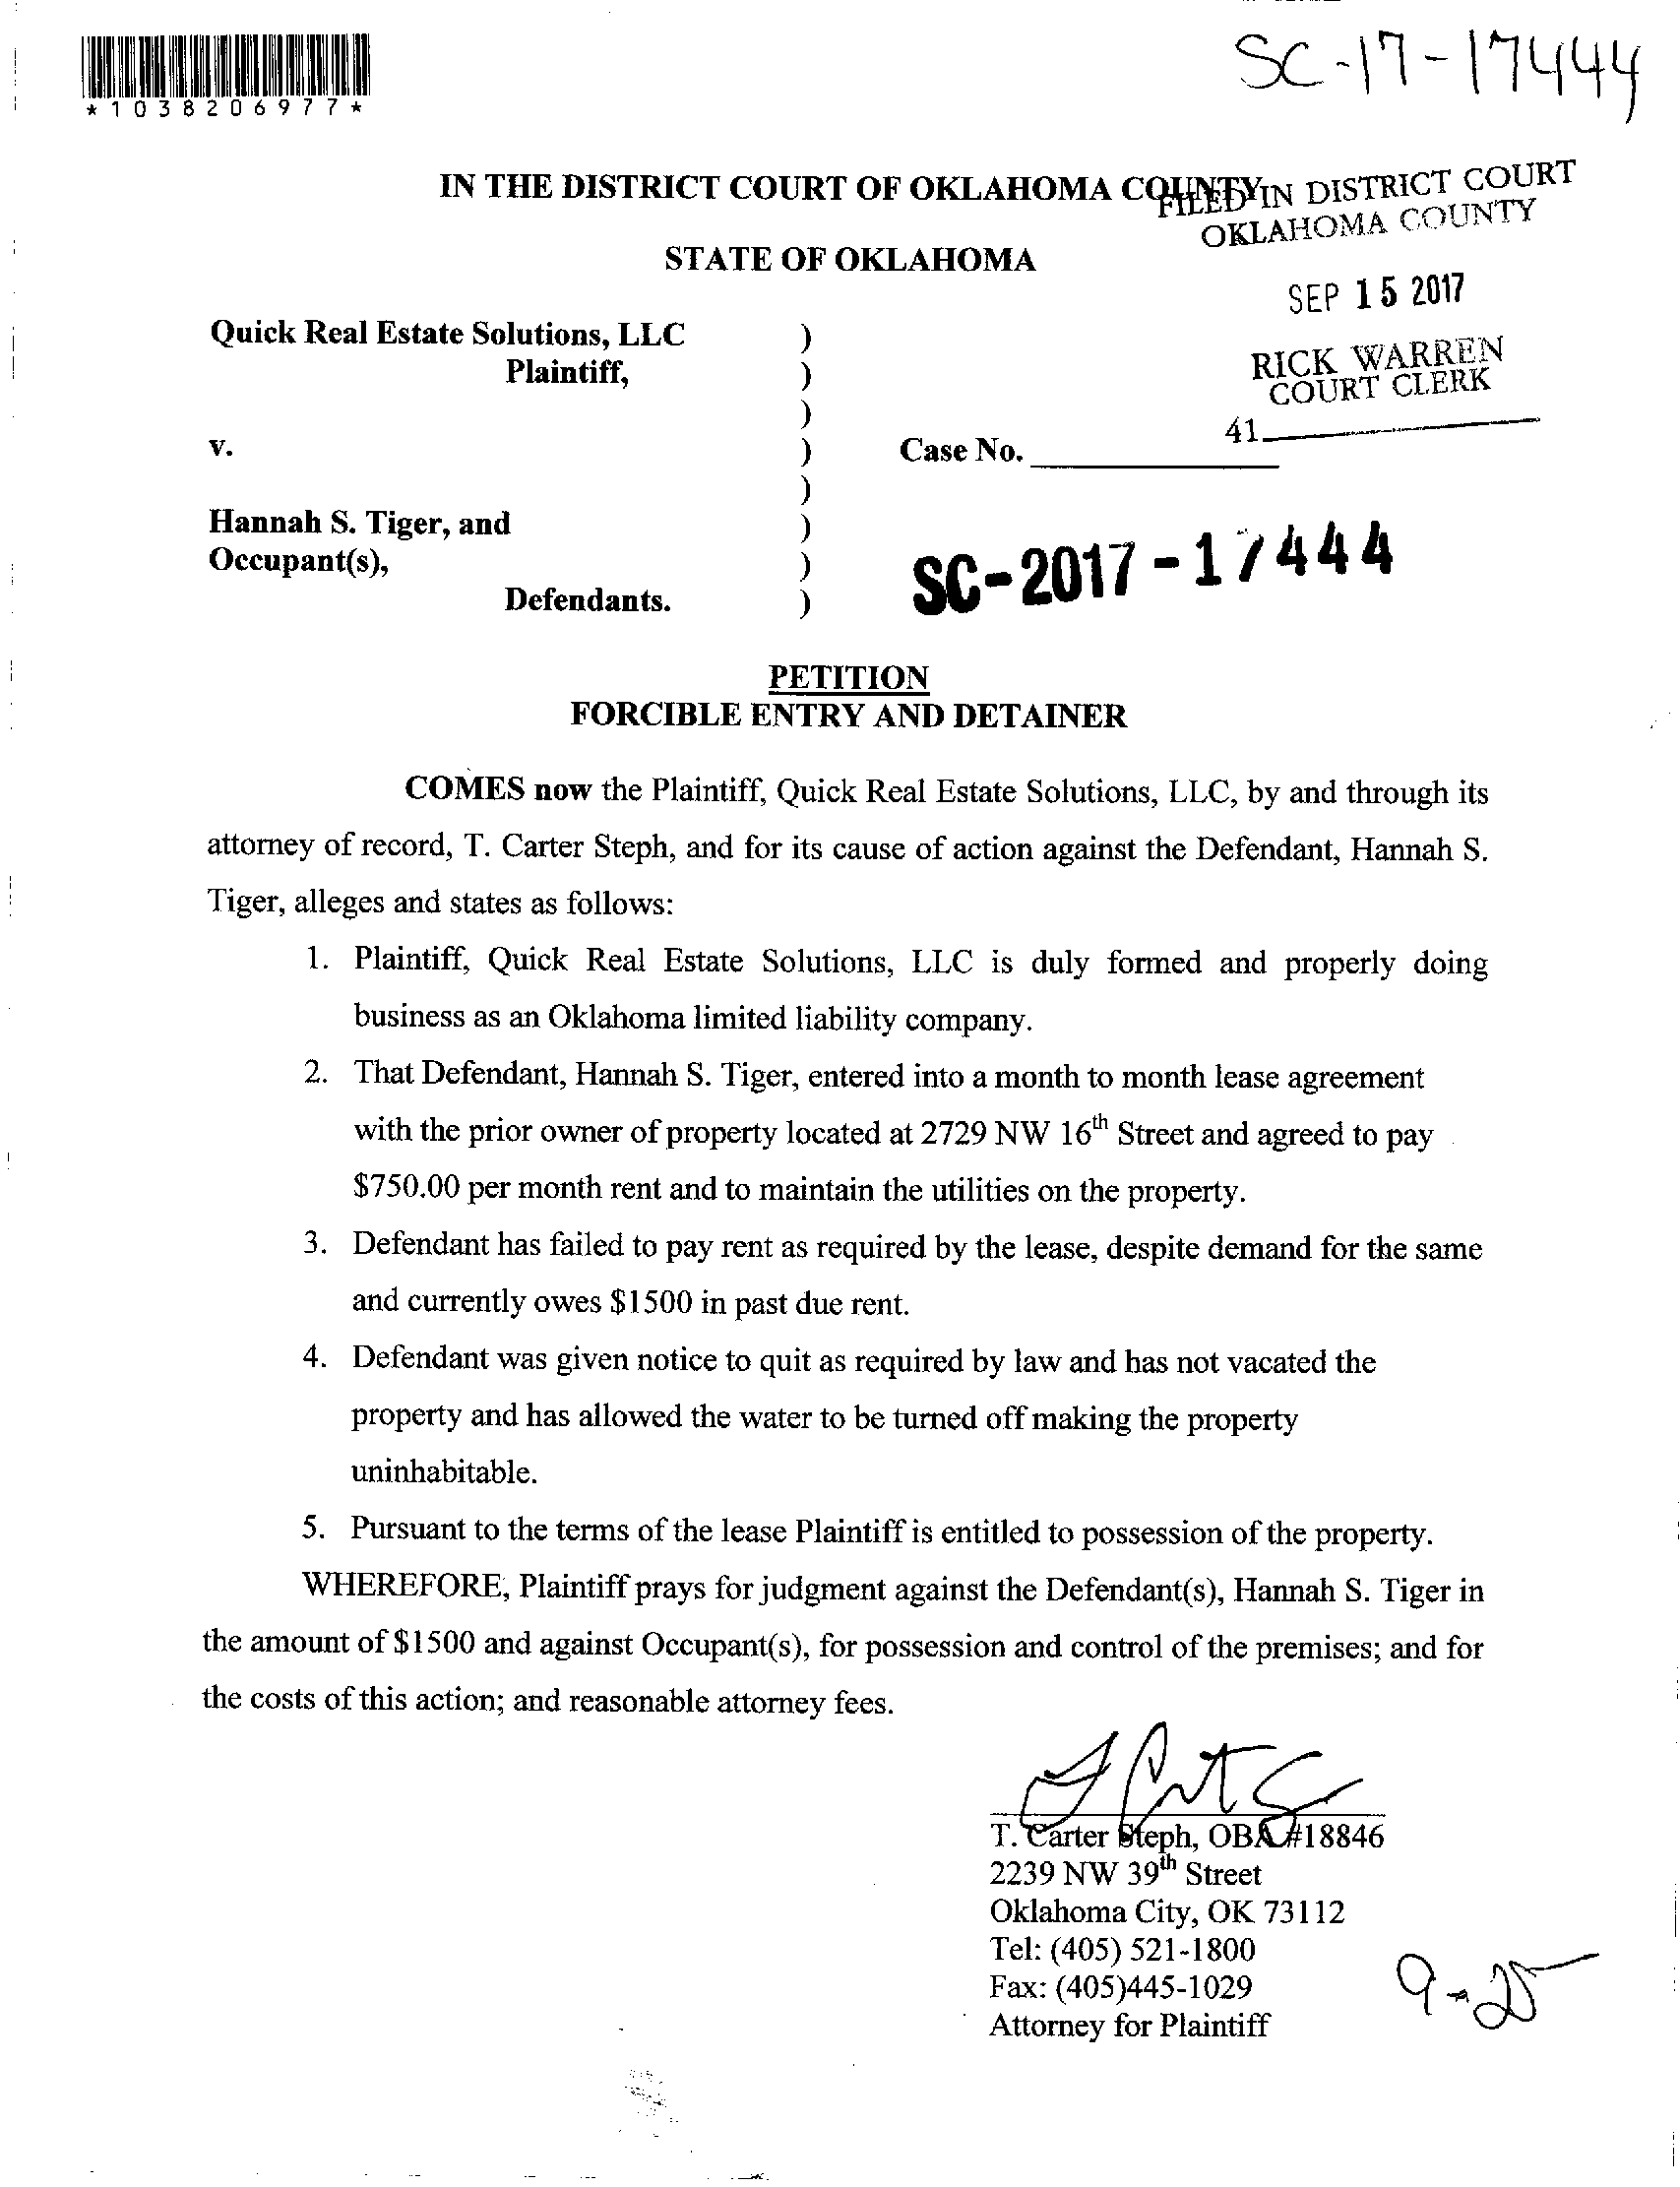 SC-17-17444
*1038206977*
IN THE DISTRICT COURT OF OKLAHOMA COUNTY
FILED IN DISTRICT COURT
OKLAHOMA COUNTY
STATE OF OKLAHOMA
SEP 15 2017
Quick Real Estate Solutions, LLC )
Plaintiff, )
RICK WARREN
COURT CLERK
)
41
v. ) Case No.
)
Hannah S. Tiger, and )
Occupant(s), )
SC-2017-17444
Defendants. )
PETITION
FORCIBLE ENTRY AND DETAINER
COMES now the Plaintiff, Quick Real Estate Solutions, LLC, by and through its
attorney of record, T. Carter Steph, and for its cause of action against the Defendant, Hannah S.
Tiger, alleges and states as follows:
1. Plaintiff, Quick Real Estate Solutions, LLC is duly formed and properly doing
business as an Oklahoma limited liability company.
2. That Defendant, Hannah S. Tiger, entered into a month to month lease agreement
with the prior owner of property located at 2729 NW 16th Street and agreed to pay
$750.00 per month rent and to maintain the utilities on the property.
3. Defendant has failed to pay rent as required by the lease, despite demand for the same
and currently owes $1500 in past due rent.
4. Defendant was given notice to quit as required by law and has not vacated the
property and has allowed the water to be turned off making the property
uninhabitable.
5. Pursuant to the terms of the lease Plaintiff is entitled to possession of the property.
WHEREFORE, Plaintiff prays for judgment against the Defendant(s), Hannah S. Tiger in
the amount of $1500 and against Occupant(s), for possession and control of the premises; and for
the costs of this action; and reasonable attorney fees.
T. Carter Steph, OBA #18846
2239 NW 39th Street
Oklahoma City, OK 73112
Tel: (405) 521-1800
Fax: (405)445-1029
Attorney for Plaintiff
9-25